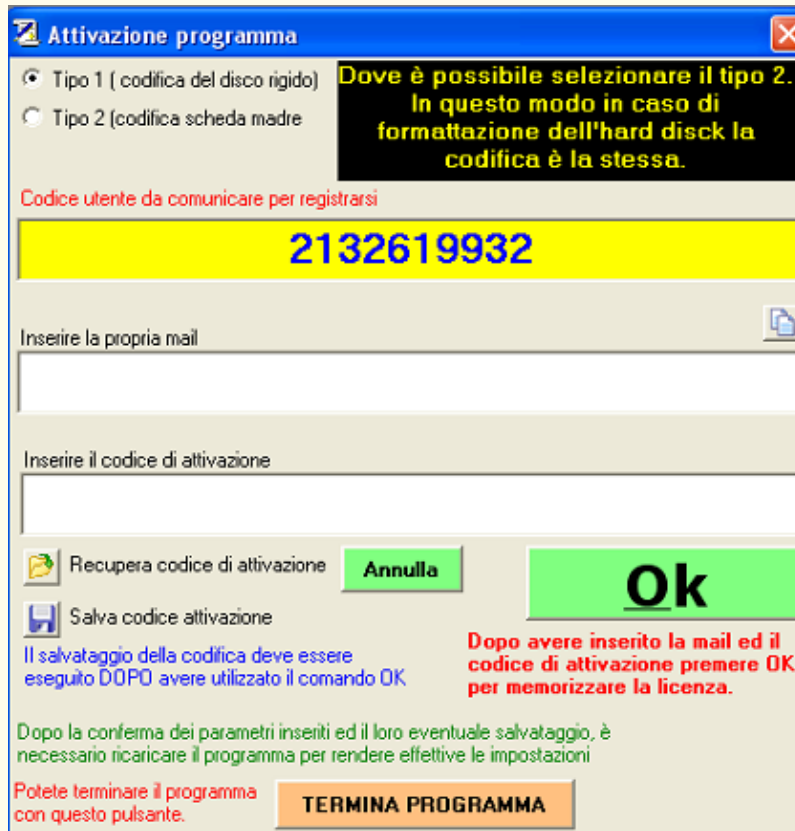 Attivazione programma
Tipo 1 ( codifica del disco rigido)
Tipo 2 (codifica scheda madre
Dove è possibile selezionare il tipo 2.
In questo modo in caso di
formattazione dell'hard disck la
codifica è la stessa.
Codice utente da comunicare per registrarsi
2132619932
Inserire la propria mail
Inserire il codice di attivazione
Recupera codice di attivazione
Annulla
Ok
Salva codice attivazione
Il salvataggio della codifica deve essere
eseguito DOPO avere utilizzato il comando OK
Dopo avere inserito la mail ed il
codice di attivazione premere OK
per memorizzare la licenza.
Dopo la conferma dei parametri inseriti ed il loro eventuale salvataggio, è
necessario ricaricare il programma per rendere effettive le impostazioni
Potete terminare il programma
con questo pulsante.
TERMINA PROGRAMMA